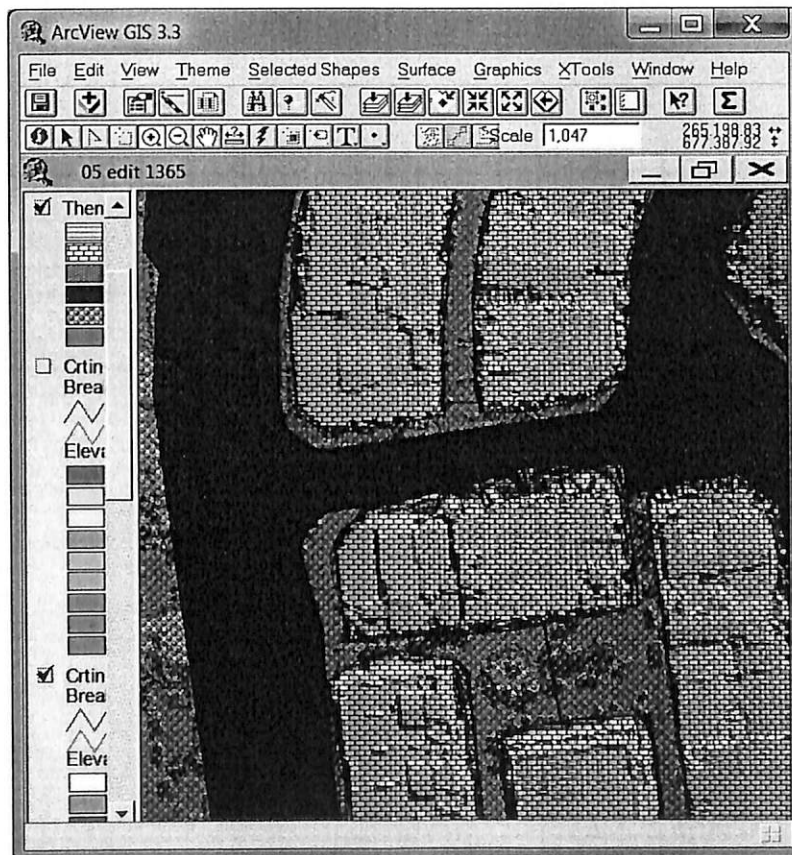 ArcView GIS 3.3
File Edit View Theme Selected Shapes Surface Graphics XTools Window Help
Scale 1,047 265,198.83
677,387.92
05 edit 1365
Then
Crtin
Brea
Eleva
Crtin
Brea
Eleva